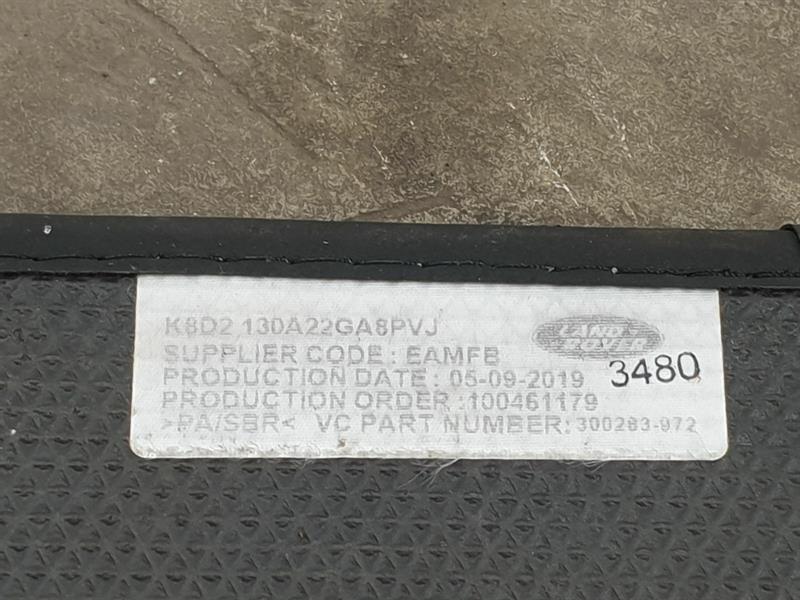 K8D2 130A22GA8PVJ
LAND ROVER
SUPPLIER CODE : EAMFB
PRODUCTION DATE : 05-09-2019
3480
PRODUCTION ORDER :100461179
>PA/SBR< VC PART NUMBER: 300283-972